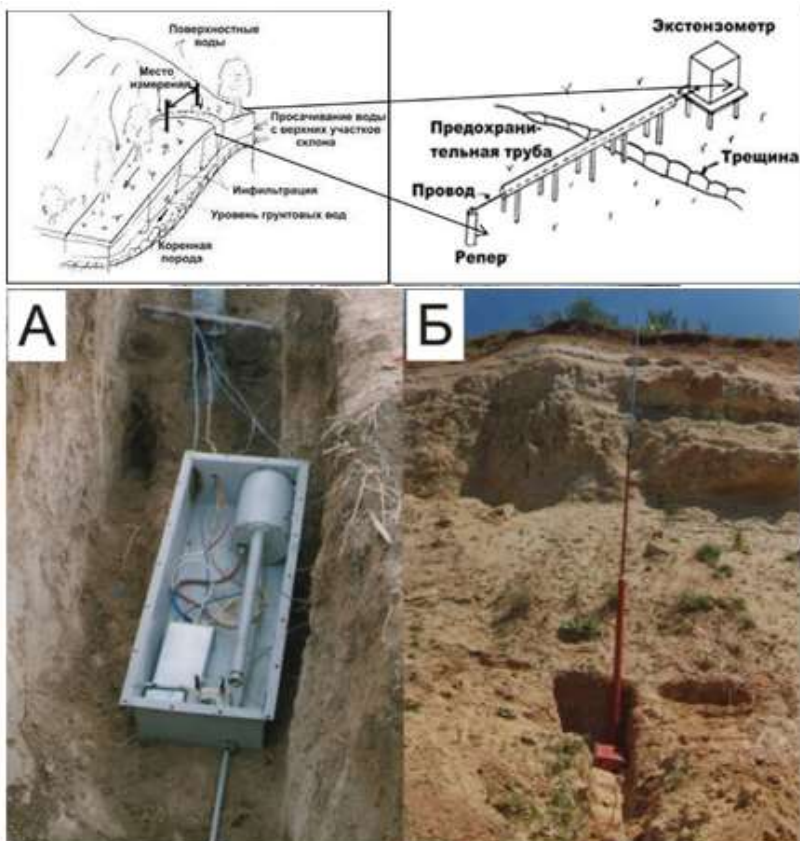 Поверхностные
воды
Место
измерения
Просачивание воды
с верхних участков
склона
Инфильтрация
Уровень грунтовых вод
Коренная
порода
Экстензометр
Предохрани-
тельная труба
Трещина
Провод
Репер
А
Б